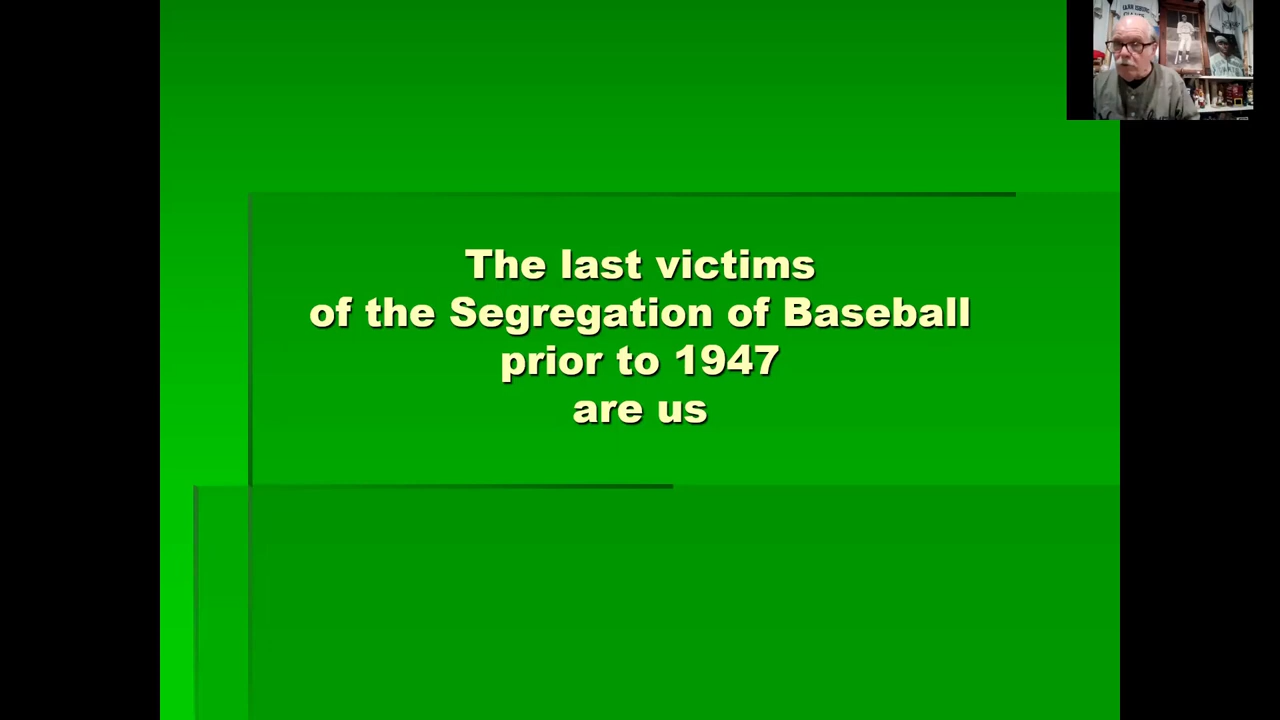 The last victims
of the Segregation of Baseball
prior to 1947
are us